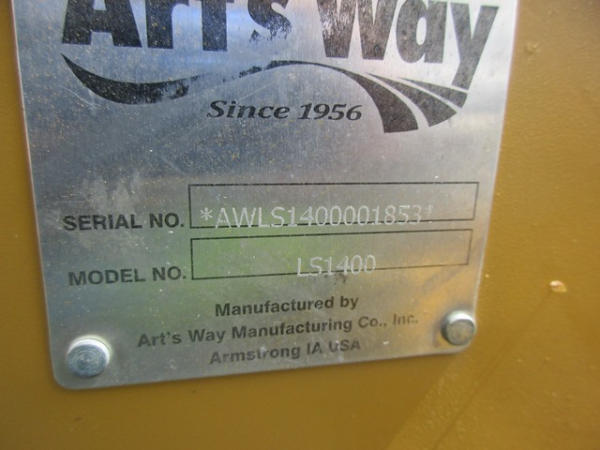 Art's Way
Since 1956
SERIAL NO. *AWLS1400001853*
MODEL NO. LS1400
Manufactured by
Art's Way Manufacturing Co., Inc.
Armstrong IA USA